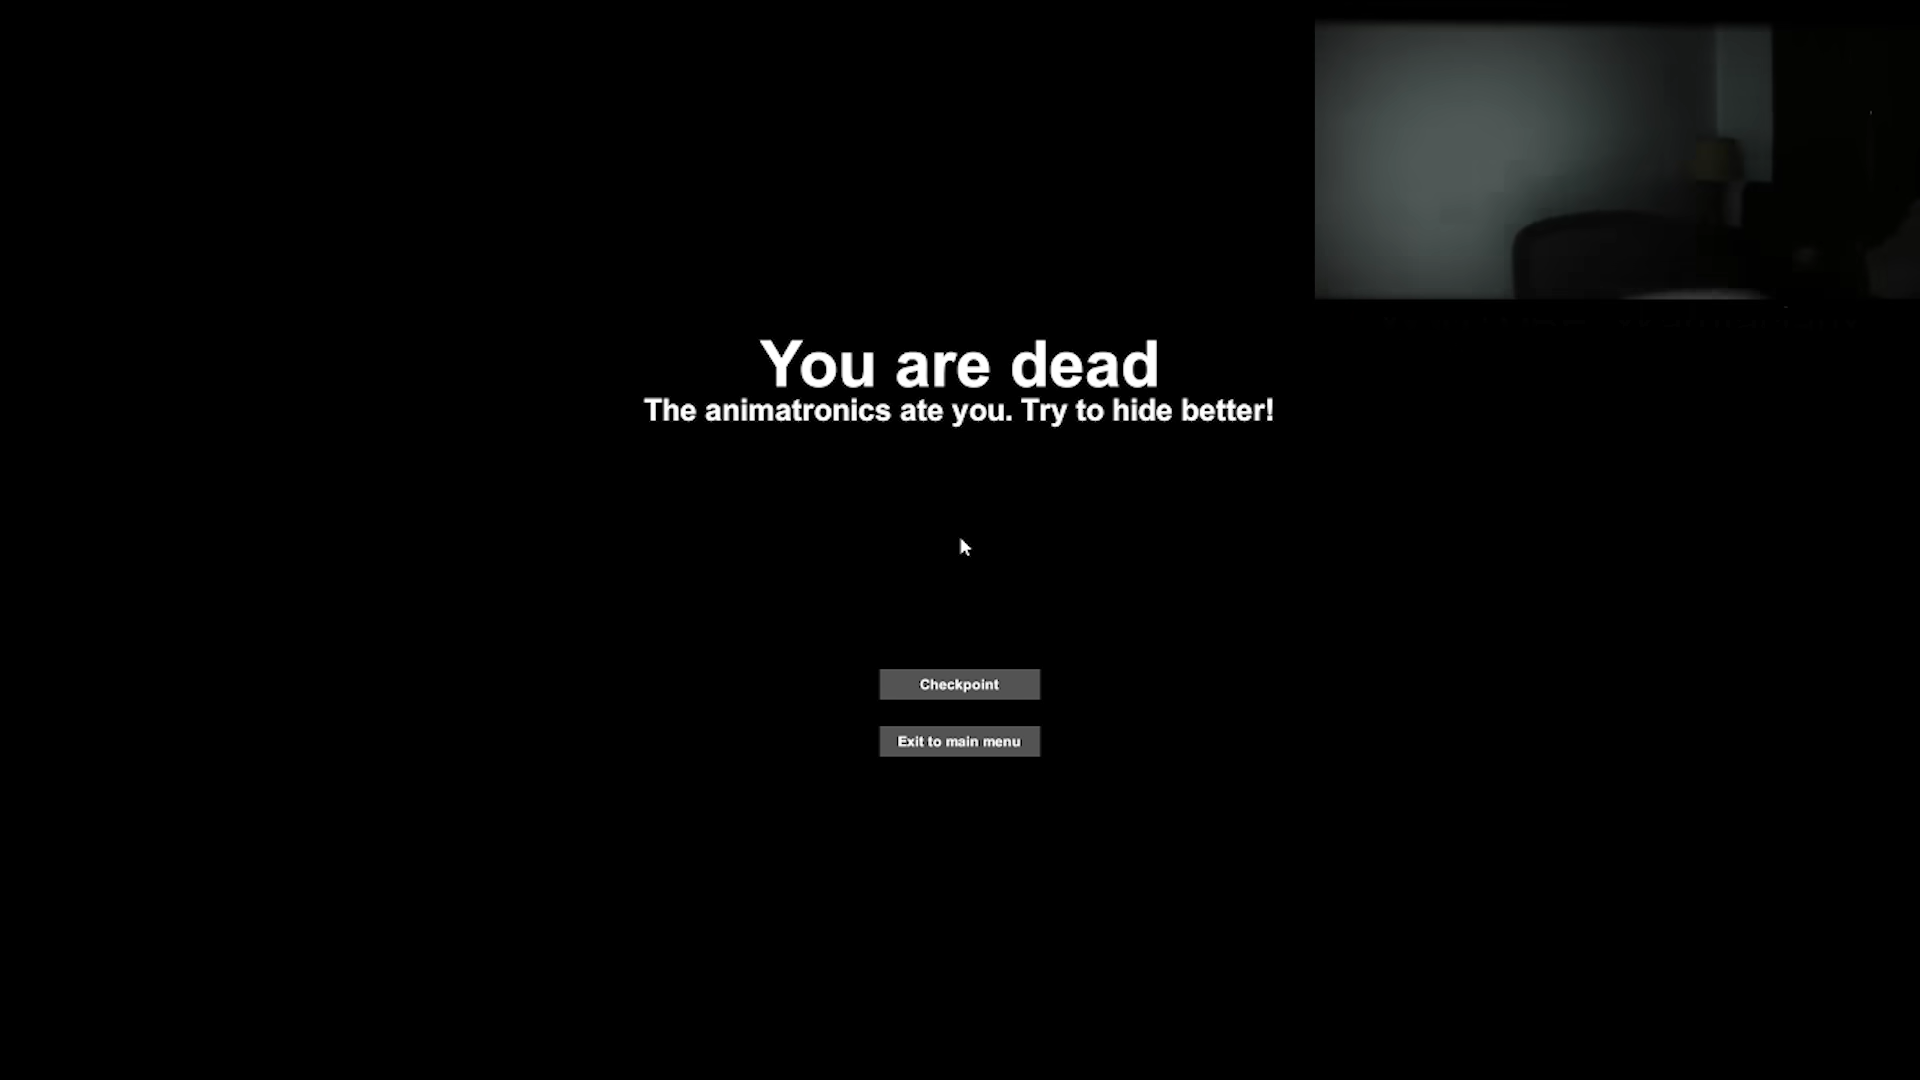 You are dead
The animatronics ate you. Try to hide better!
Checkpoint
Exit to main menu